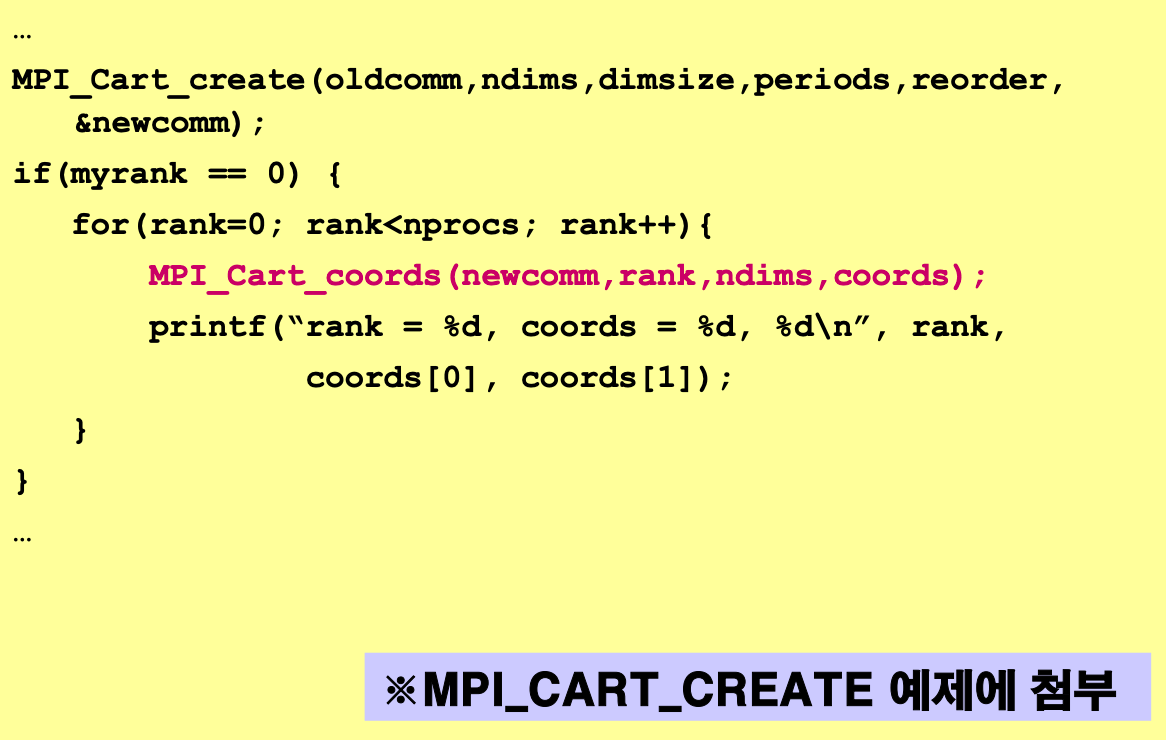 …
MPI_Cart_create(oldcomm,ndims,dimsize,periods,reorder,
&newcomm);
if(myrank == 0) {
for(rank=0; rank<nprocs; rank++){
MPI_Cart_coords(newcomm,rank,ndims,coords);
printf(“rank = %d, coords = %d, %d\n”, rank,
coords[0], coords[1]);
}
}
…
※MPI_CART_CREATE 예제에 첨부